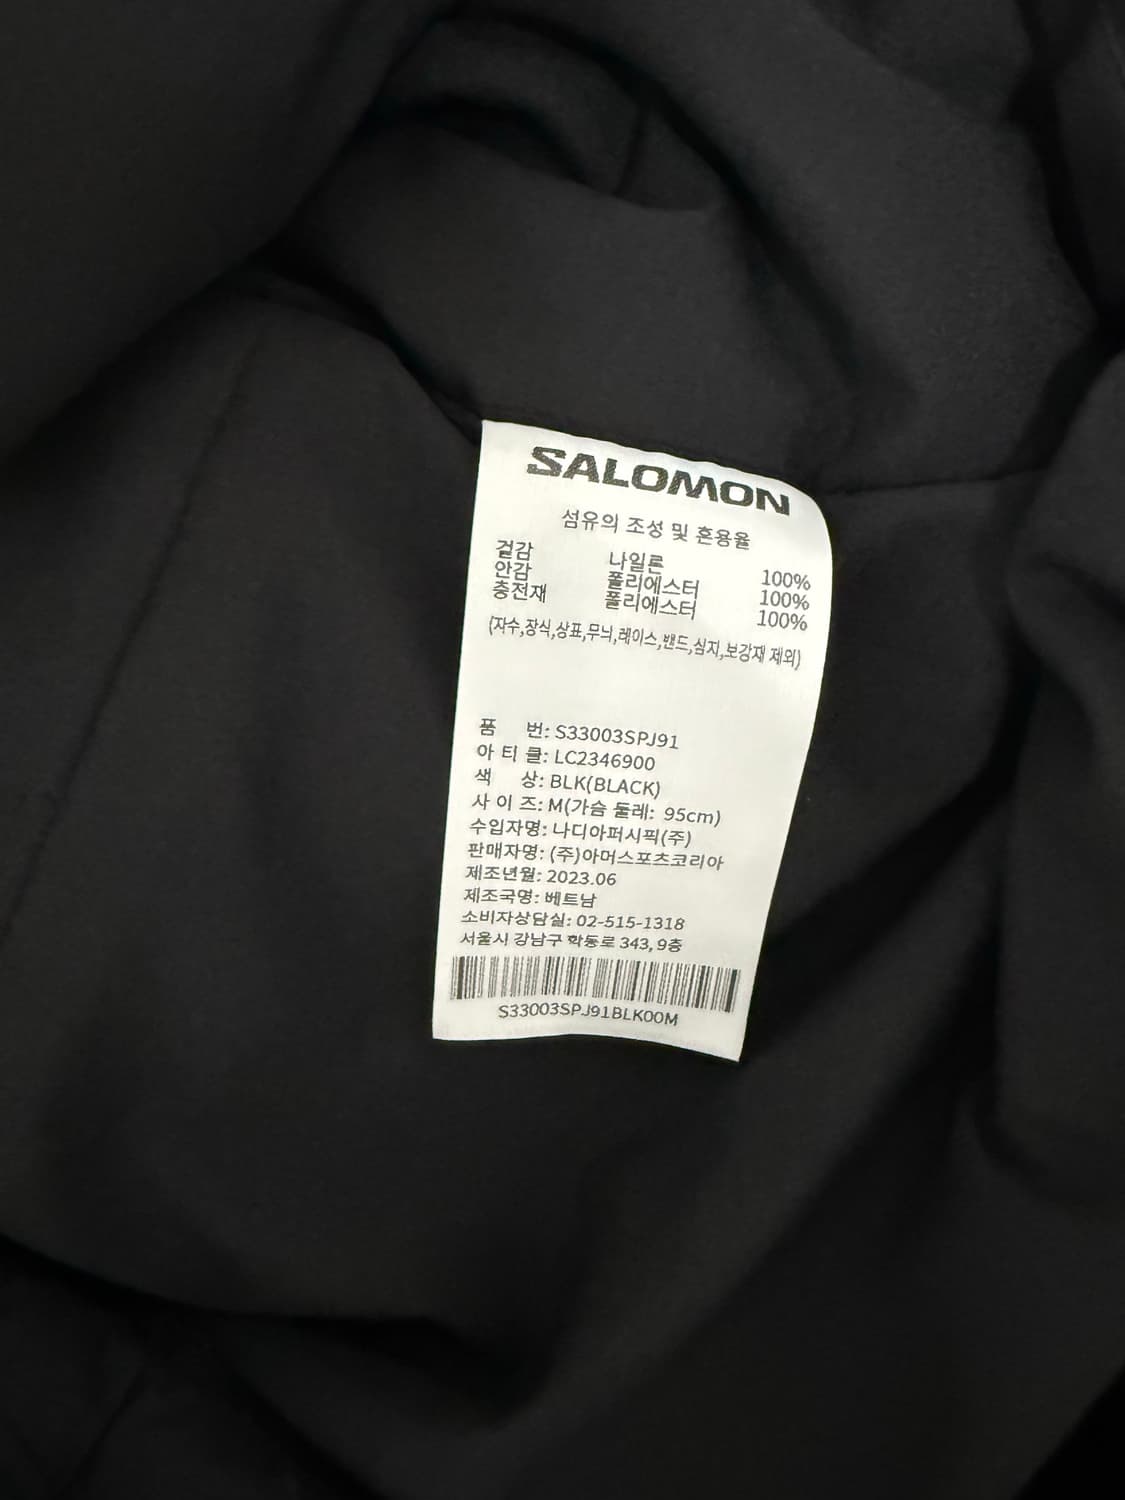 SALOMON
섬유의 조성 및 혼용율
겉감 나일론 100%
안감 폴리에스터 100%
충전재 폴리에스터 100%
(자수,장식,상표,무늬,레이스,밴드,심지,보강재 제외)
품 번: S33003SPJ91
아 티 클: LC2346900
색 상: BLK(BLACK)
사 이 즈: M(가슴 둘레: 95cm)
수입자명: 나디아퍼시픽(주)
판매자명: (주)아머스포츠코리아
제조년월: 2023.06
제조국명: 베트남
소비자상담실: 02-515-1318
서울시 강남구 학동로 343, 9층
S33003SPJ91BLK00M